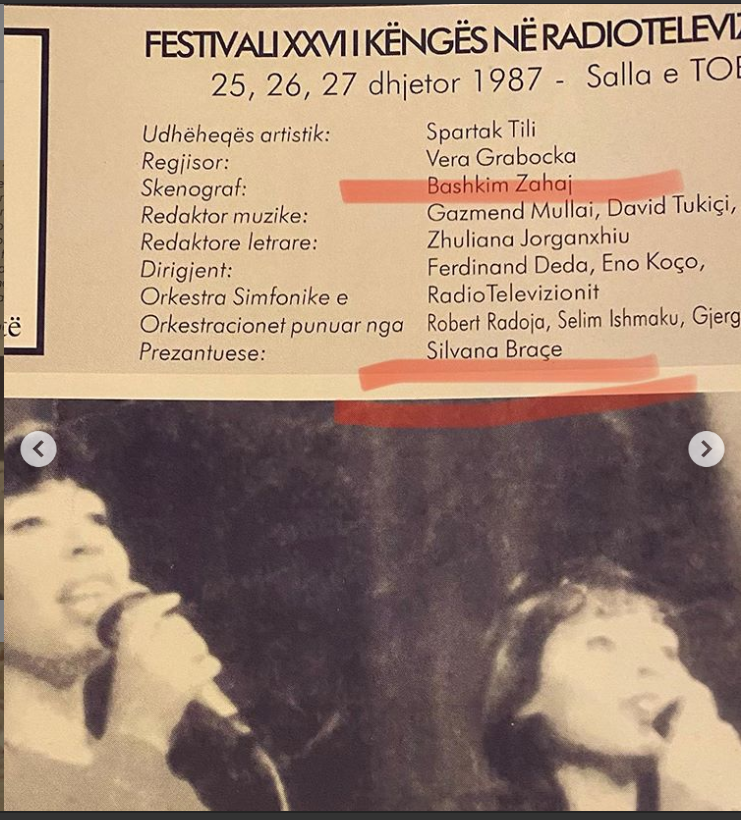 FESTIVALI XXVI I KËNGËS NË RADIOTELEVIZ
25, 26, 27 dhjetor 1987 - Salla e TOB
Udhëheqës artistik: Spartak Tili
Regjisor: Vera Grabocka
Skenograf: Bashkim Zahaj
Redaktor muzike: Gazmend Mullai, David Tukiçi,
Redaktore letrare: Zhuliana Jorganxhiu
Dirigjent: Ferdinand Deda, Eno Koço,
Orkestra Simfonike e RadioTelevizionit
Orkestracionet punuar nga Robert Radoja, Selim Ishmaku, Gjerg
Prezantuese: Silvana Braçe
të